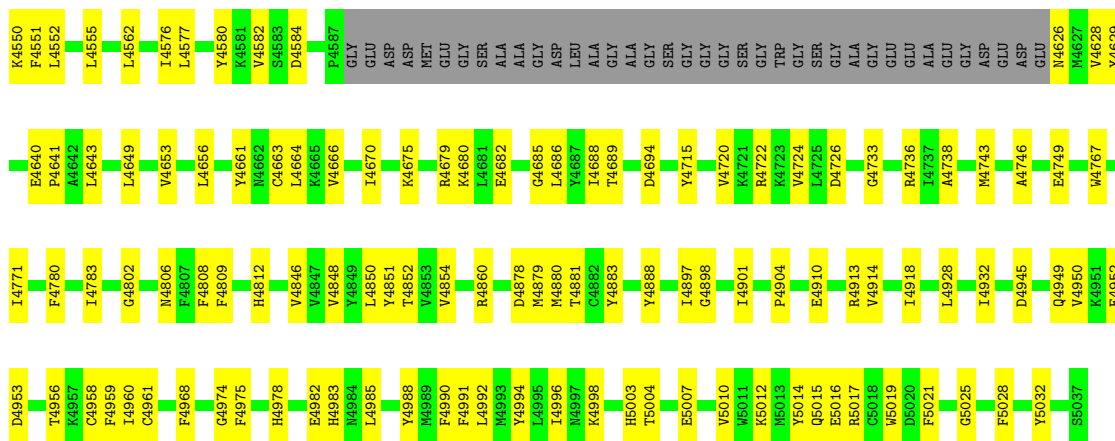 K4550 F4551 L4552 L4555 L4562 I4576 L4577 Y4580 K4581 V4582 S4583 D4584 P4587 GLY GLU ASP ASP MET GLU GLY SER ALA ALA GLY ASP LEU ALA GLY ALA GLY SER GLY GLY GLY SER GLY TRP GLY SER GLY ALA GLU GLU GLU ALA GLU GLY ASP GLU ASP GLU N4626 M4627 V4628 Y4629
E4640 P4641 A4642 L4643 L4649 V4653 L4656 Y4661 N4662 C4663 L4664 K4665 V4666 I4670 K4675 R4679 K4680 L4681 E4682 G4685 L4686 Y4687 I4688 T4689 D4694 Y4715 V4720 K4721 R4722 K4723 V4724 L4725 D4726 G4733 R4736 I4737 A4738 M4743 A4746 E4749 W4767
I4771 F4780 I4783 G4802 N4806 F4807 F4808 F4809 H4812 V4846 V4847 V4848 Y4849 L4850 Y4851 T4852 V4853 V4854 R4860 D4878 M4879 M4880 T4881 C4882 Y4883 Y4888 I4897 G4898 I4901 P4904 E4910 R4913 V4914 I4918 L4928 I4932 D4945 Q4949 V4950 K4951 E4952
D4953 T4956 K4957 C4958 F4959 I4960 C4961 F4968 G4974 F4975 H4978 E4982 H4983 N4984 L4985 Y4988 M4989 F4990 F4991 L4992 M4993 Y4994 L4995 I4996 N4997 K4998 H5003 T5004 E5007 V5010 W5011 K5012 M5013 Y5014 Q5015 E5016 R5017 C5018 W5019 D5020 F5021 G5025 F5028 Y5032 S5037